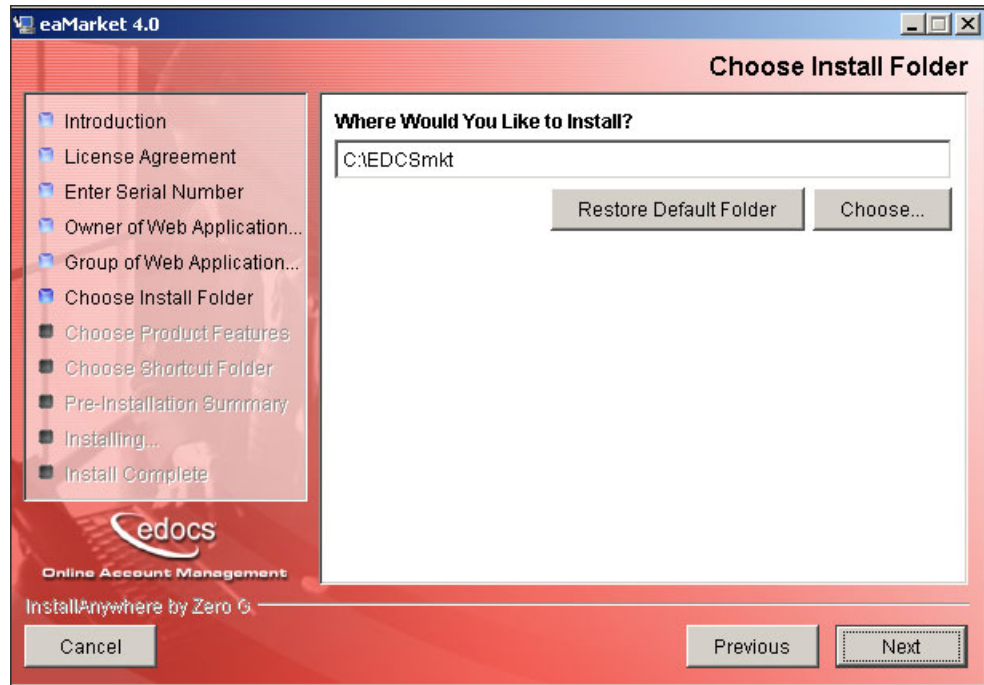 eaMarket 4.0
Choose Install Folder
Introduction
License Agreement
Enter Serial Number
Owner of Web Application...
Group of Web Application...
Choose Install Folder
Choose Product Features
Choose Shortcut Folder
Pre-Installation Summary
Installing...
Install Complete
edocs
Online Account Management
Where Would You Like to Install?
C:\EDCSmkt
Restore Default Folder
Choose...
InstallAnywhere by Zero G
Cancel
Previous
Next